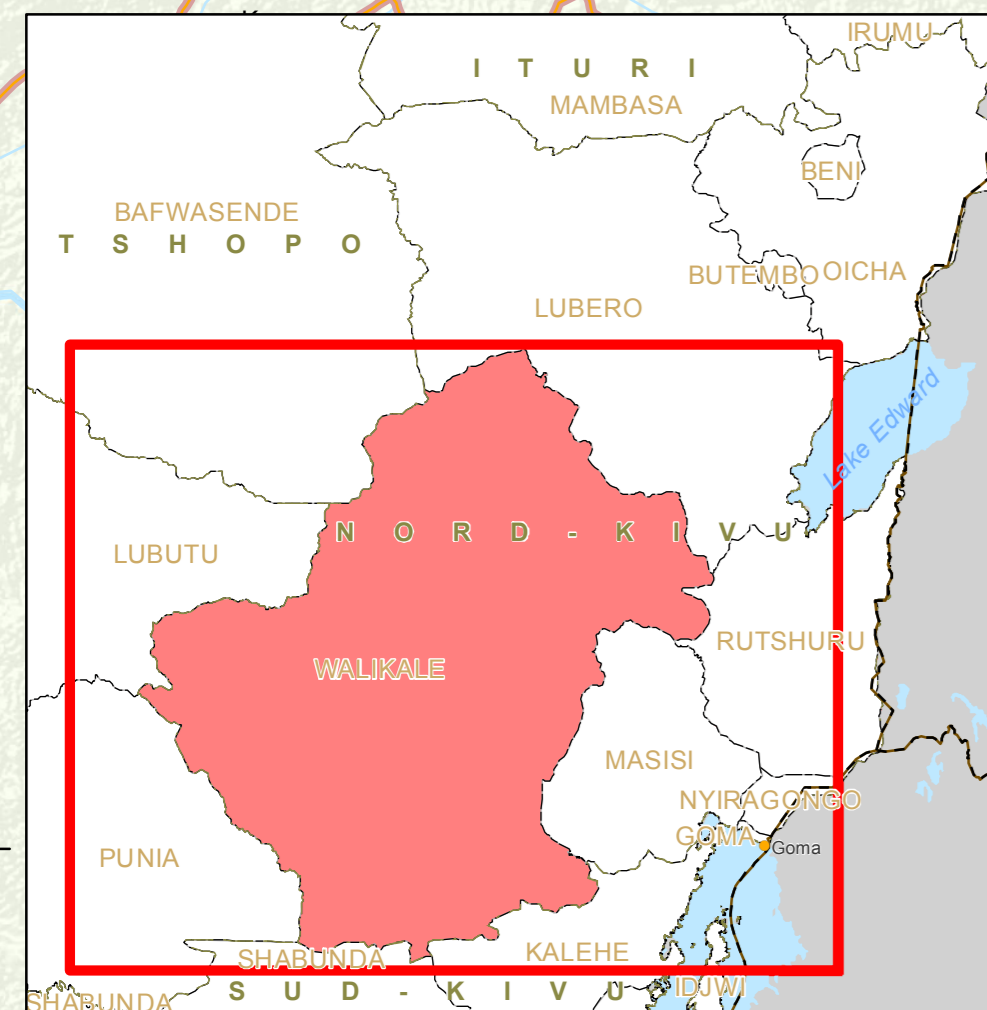 IRUMU
I T U R I
MAMBASA
BENI
BAFWASENDE
T S H O P O
BUTEMBO
OICHA
LUBERO
Lake Edward
N O R D - K I V U
LUBUTU
RUTSHURU
WALIKALE
MASISI
NYIRAGONGO
GOMA
Goma
PUNIA
KALEHE
SHABUNDA
IDJWI
S U D - K I V U
SHABUNDA